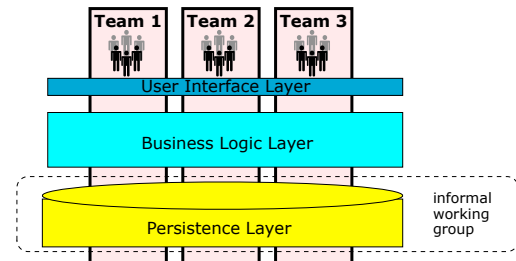 Team 1 Team 2 Team 3
User Interface Layer
Business Logic Layer
Persistence Layer
informal
working
group